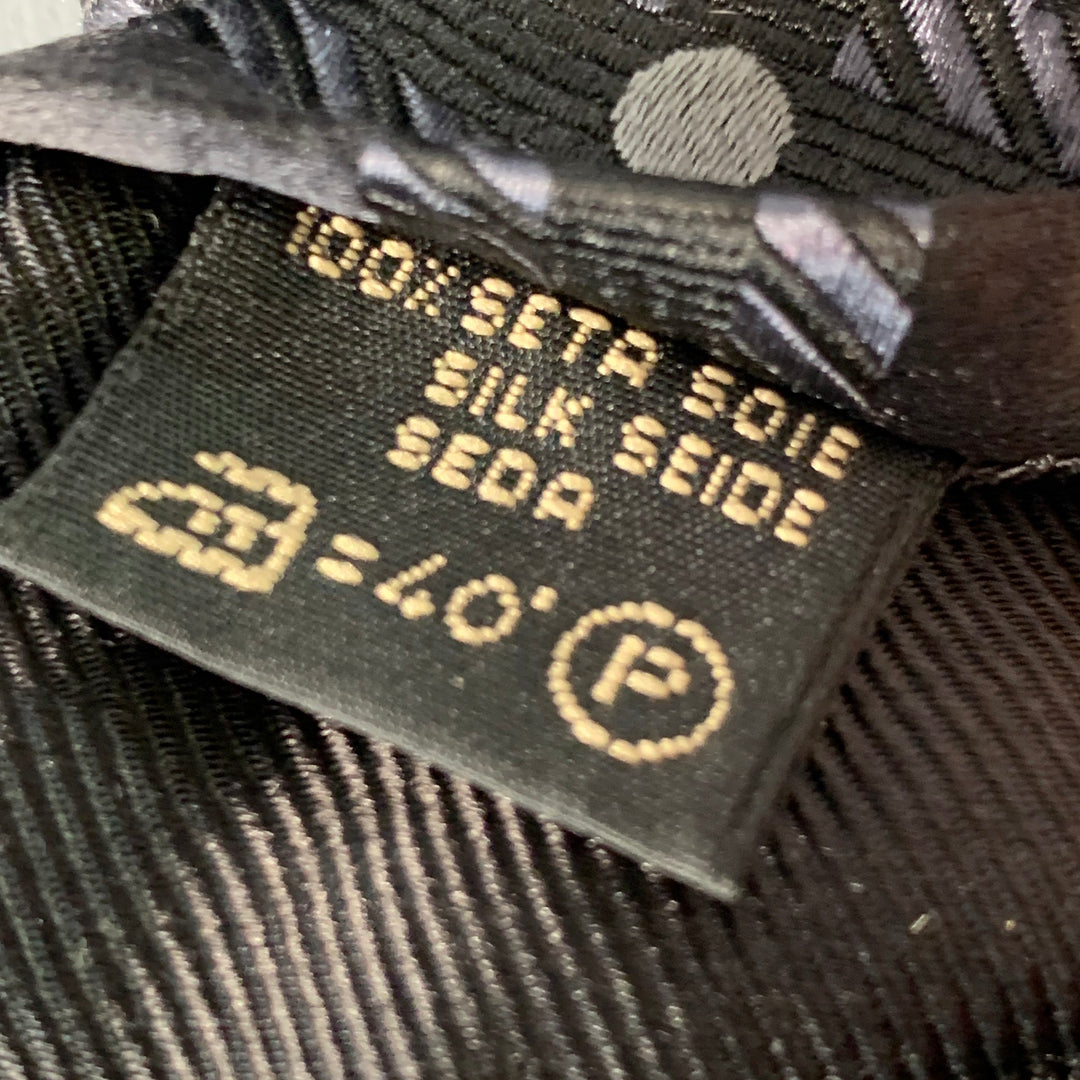 100% SETA SOIE
SILK SEIDE
SEDA
=40°
P